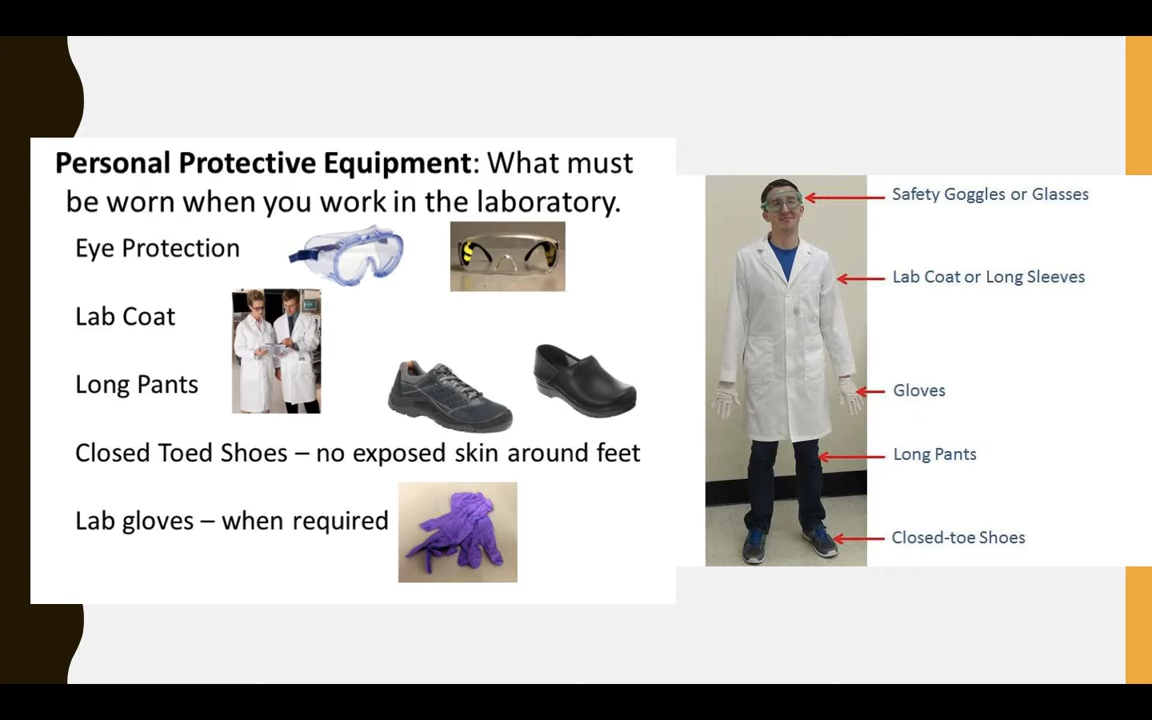 Personal Protective Equipment: What must
be worn when you work in the laboratory.
Eye Protection
Lab Coat
Long Pants
Closed Toed Shoes – no exposed skin around feet
Lab gloves – when required
Safety Goggles or Glasses
Lab Coat or Long Sleeves
Gloves
Long Pants
Closed-toe Shoes